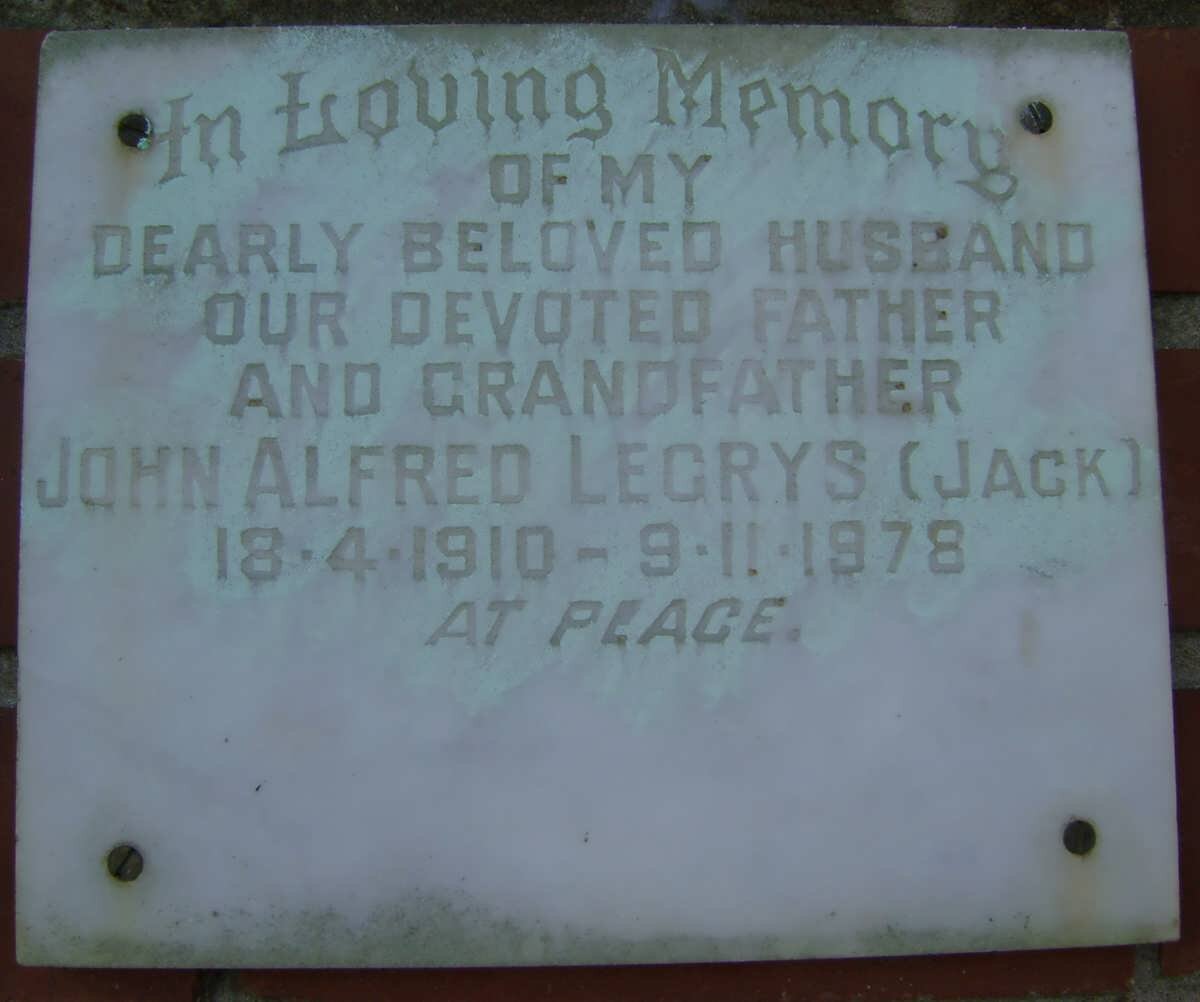 In Loving Memory
OF MY
DEARLY BELOVED HUSBAND
OUR DEVOTED FATHER
AND GRANDFATHER
JOHN ALFRED LEGRYS (JACK)
18·4·1910 - 9·11·1978
AT PEACE.